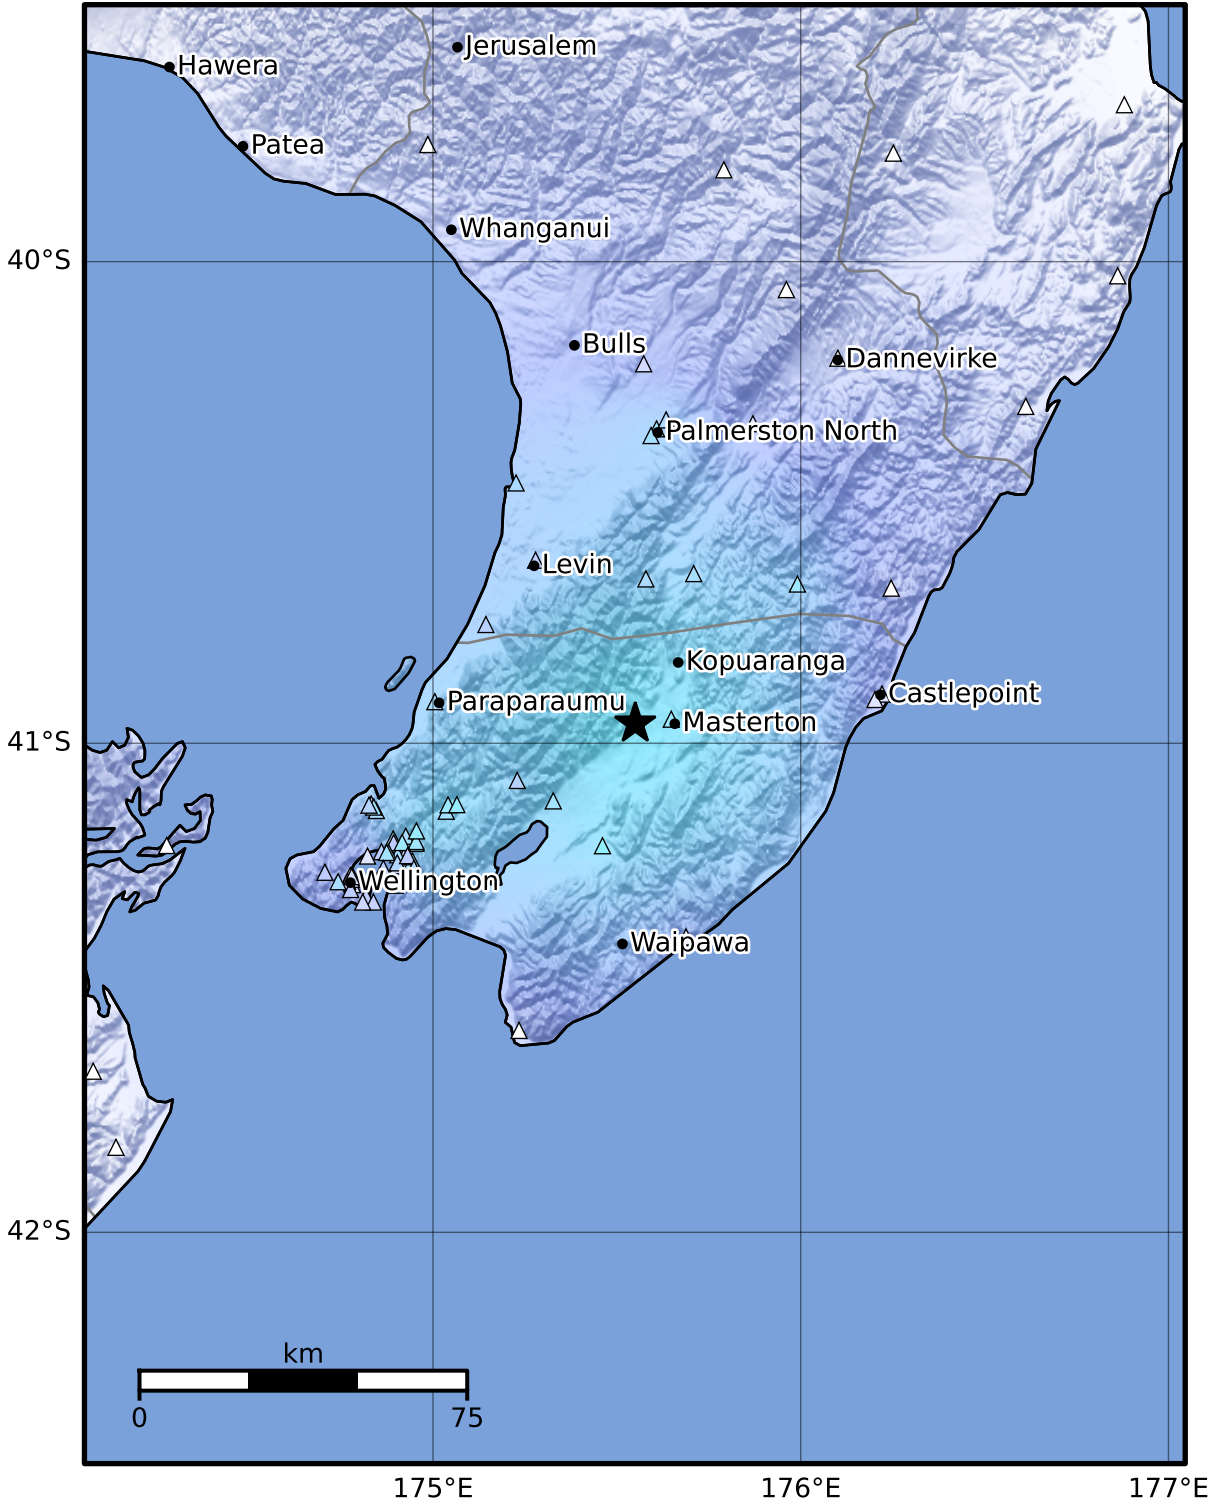 Jerusalem
Hawera
Patea
Whanganui
40°S
Bulls
Dannevirke
Palmerston North
Levin
Kopuaranga
Castlepoint
Paraparaumu
Masterton
41°S
Wellington
Waipawa
42°S
km
0 75
175°E 176°E 177°E